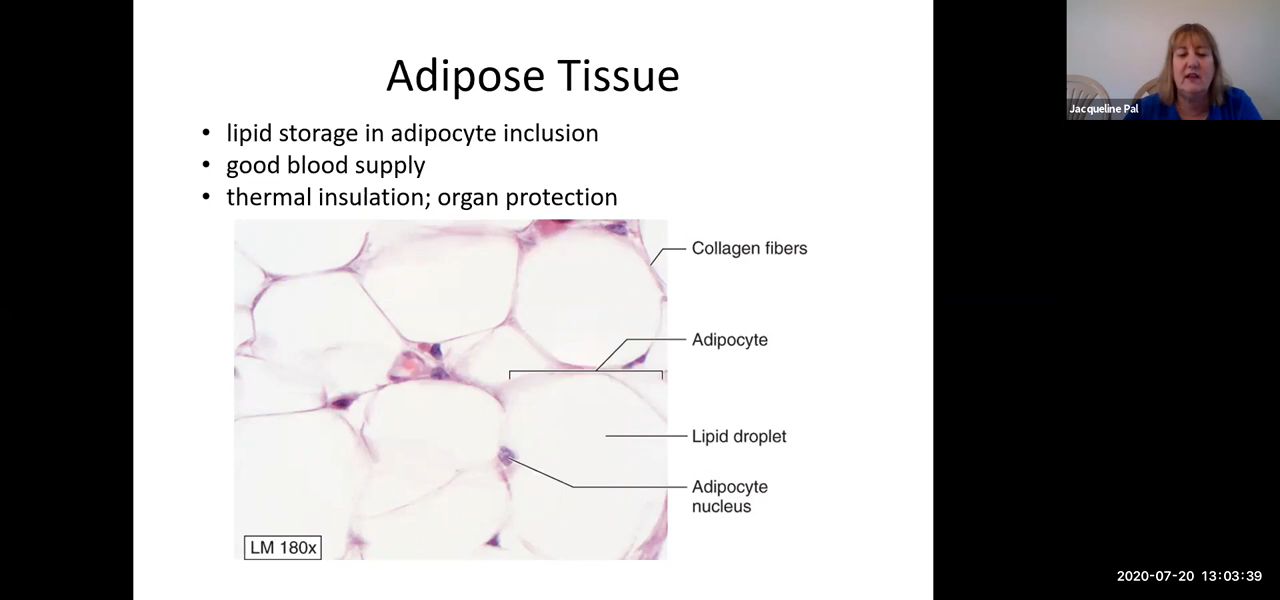 Adipose Tissue
• lipid storage in adipocyte inclusion
• good blood supply
• thermal insulation; organ protection
Collagen fibers
Adipocyte
Lipid droplet
Adipocyte
nucleus
LM 180x
Jacqueline Pal
2020-07-20 13:03:39